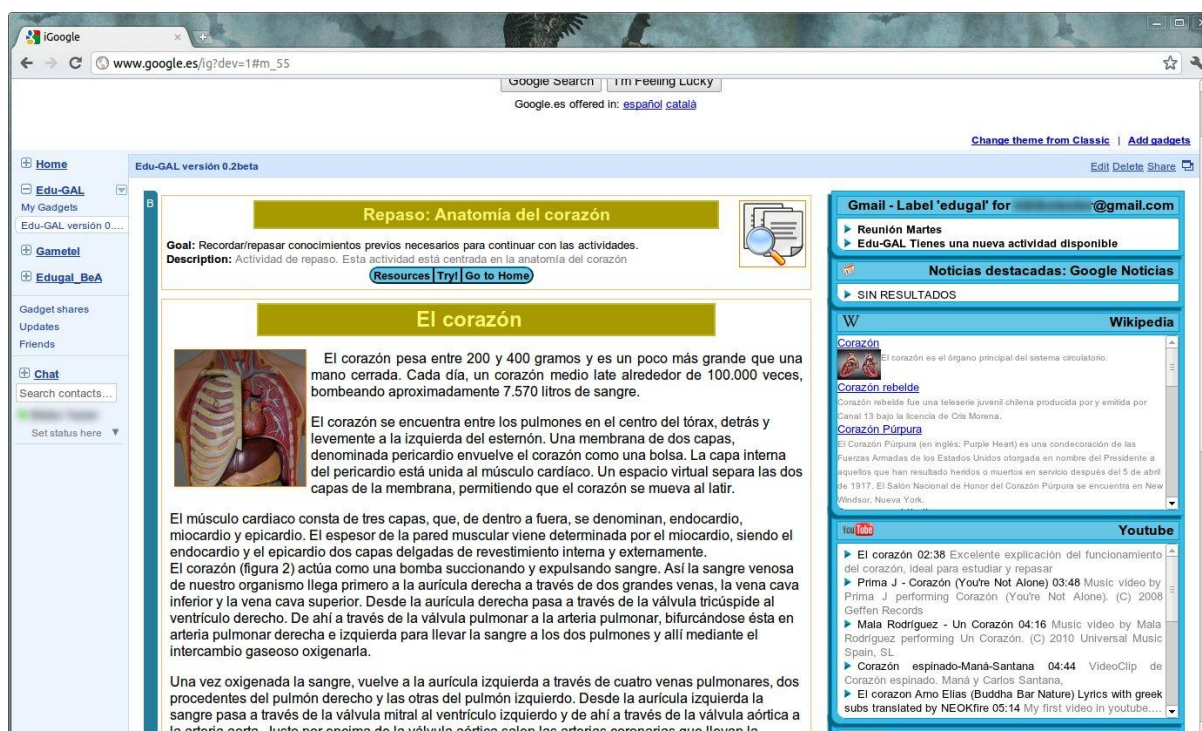 iGoogle
www.google.es/ig?dev=1#m_55
Google Search I'm Feeling Lucky
Google.es offered in: español català
Change theme from Classic | Add gadgets
Home
Edu-GAL
My Gadgets
Edu-GAL versión 0....
Gametel
Edugal_BeA
Gadget shares
Updates
Friends
Chat
Search contacts...
Set status here
Edu-GAL versión 0.2beta
Edit Delete Share
B
Repaso: Anatomía del corazón
Goal: Recordar/repasar conocimientos previos necesarios para continuar con las actividades.
Description: Actividad de repaso. Esta actividad está centrada en la anatomía del corazón
Resources Try! Go to Home
El corazón
El corazón pesa entre 200 y 400 gramos y es un poco más grande que una
mano cerrada. Cada día, un corazón medio late alrededor de 100.000 veces,
bombeando aproximadamente 7.570 litros de sangre.
El corazón se encuentra entre los pulmones en el centro del tórax, detrás y
levemente a la izquierda del esternón. Una membrana de dos capas,
denominada pericardio envuelve el corazón como una bolsa. La capa interna
del pericardio está unida al músculo cardíaco. Un espacio virtual separa las dos
capas de la membrana, permitiendo que el corazón se mueva al latir.
El músculo cardiaco consta de tres capas, que, de dentro a fuera, se denominan, endocardio,
miocardio y epicardio. El espesor de la pared muscular viene determinada por el miocardio, siendo el
endocardio y el epicardio dos capas delgadas de revestimiento interna y externamente.
El corazón (figura 2) actúa como una bomba succionando y expulsando sangre. Así la sangre venosa
de nuestro organismo llega primero a la aurícula derecha a través de dos grandes venas, la vena cava
inferior y la vena cava superior. Desde la aurícula derecha pasa a través de la válvula tricúspide al
ventrículo derecho. De ahí a través de la válvula pulmonar a la arteria pulmonar, bifurcándose ésta en
arteria pulmonar derecha e izquierda para llevar la sangre a los dos pulmones y allí mediante el
intercambio gaseoso oxigenarla.
Una vez oxigenada la sangre, vuelve a la aurícula izquierda a través de cuatro venas pulmonares, dos
procedentes del pulmón derecho y las otras del pulmón izquierdo. Desde la aurícula izquierda la
sangre pasa a través de la válvula mitral al ventrículo izquierdo y de ahí a través de la válvula aórtica a
la arteria aorta. Justo por encima de la válvula aórtica salen las arterias coronarias que llevan la
Gmail - Label 'edugal' for @gmail.com
Reunión Martes
Edu-GAL Tienes una nueva actividad disponible
Noticias destacadas: Google Noticias
SIN RESULTADOS
W Wikipedia
Corazón
El corazón es el órgano principal del sistema circulatorio.
Corazón rebelde
Corazón rebelde fue una teleserie juvenil chilena producida por y emitida por
Canal 13 bajo la licencia de Cris Morena.
Corazón Púrpura
El Corazón Púrpura (en inglés: Purple Heart) es una condecoración de las
Fuerzas Armadas de los Estados Unidos otorgada en nombre del Presidente a
aquellos que han resultado heridos o muertos en servicio después del 5 de abril
de 1917. El Salón Nacional de Honor del Corazón Púrpura se encuentra en New
Windsor, Nueva York.
YouTube Youtube
El corazón 02:38 Excelente explicación del funcionamiento
del corazón, ideal para estudiar y repasar
Prima J - Corazón (You're Not Alone) 03:48 Music video by
Prima J performing Corazón (You're Not Alone). (C) 2008
Geffen Records
Mala Rodríguez - Un Corazón 04:16 Music video by Mala
Rodríguez performing Un Corazón. (C) 2010 Universal Music
Spain, SL
Corazón espinado-Maná-Santana 04:44 VideoClip de
Corazón espinado. Maná y Carlos Santana,
El corazon Amo Elias (Buddha Bar Nature) Lyrics with greek
subs translated by NEOKfire 05:14 My first video in youtube....